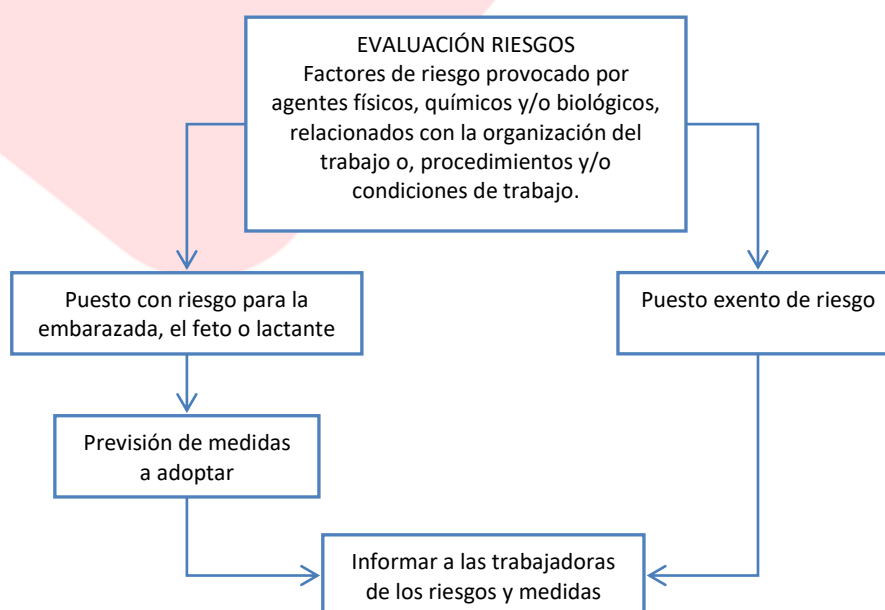 EVALUACIÓN RIESGOS
Factores de riesgo provocado por
agentes físicos, químicos y/o biológicos,
relacionados con la organización del
trabajo o, procedimientos y/o
condiciones de trabajo.
Puesto con riesgo para la
embarazada, el feto o lactante
Puesto exento de riesgo
Previsión de medidas
a adoptar
Informar a las trabajadoras
de los riesgos y medidas